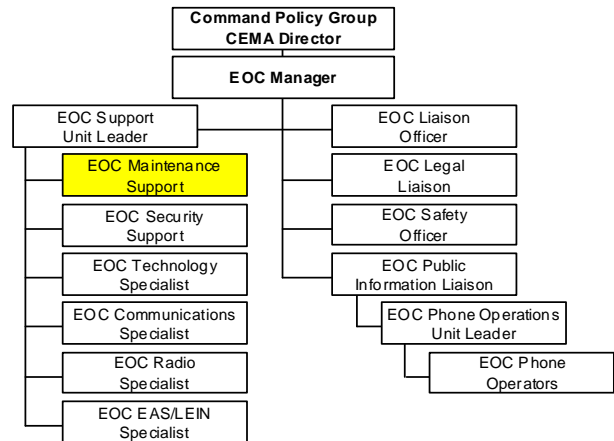 Command Policy Group
CEMA Director
EOC Manager
EOC Support
Unit Leader
EOC Maintenance
Support
EOC Security
Support
EOC Technology
Specialist
EOC Communications
Specialist
EOC Radio
Specialist
EOC EAS/LEIN
Specialist
EOC Liaison
Officer
EOC Legal
Liaison
EOC Safety
Officer
EOC Public
Information Liaison
EOC Phone Operations
Unit Leader
EOC Phone
Operators